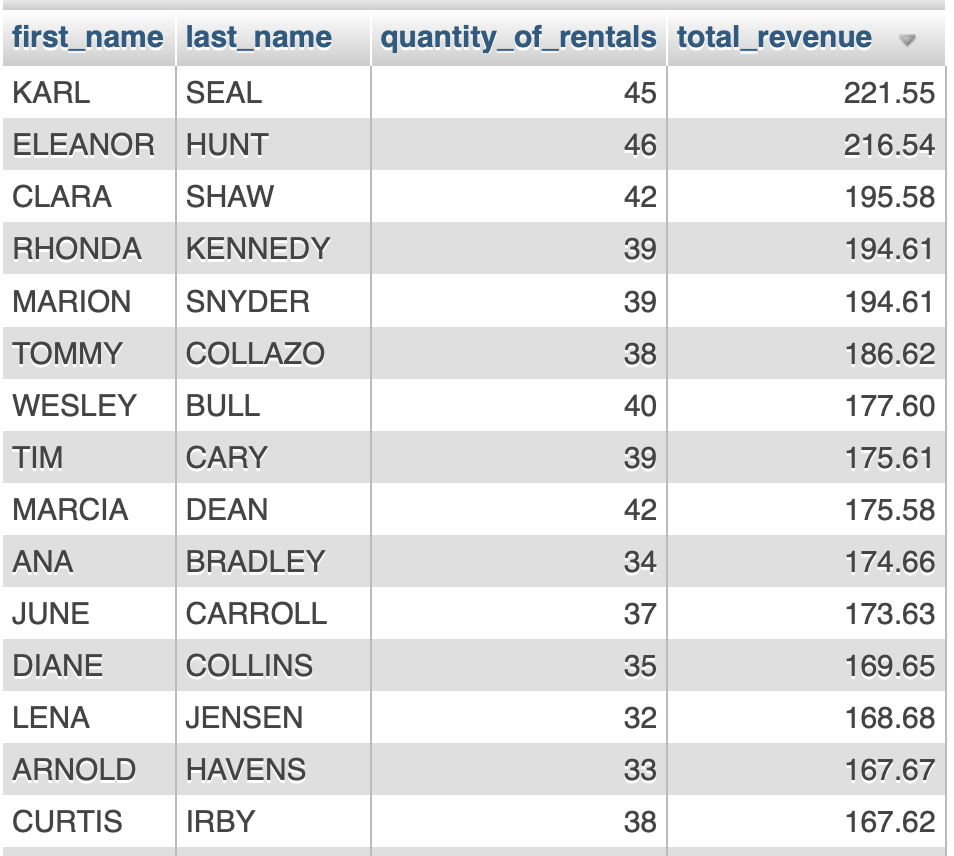 first_name last_name quantity_of_rentals total_revenue
KARL SEAL 45 221.55
ELEANOR HUNT 46 216.54
CLARA SHAW 42 195.58
RHONDA KENNEDY 39 194.61
MARION SNYDER 39 194.61
TOMMY COLLAZO 38 186.62
WESLEY BULL 40 177.60
TIM CARY 39 175.61
MARCIA DEAN 42 175.58
ANA BRADLEY 34 174.66
JUNE CARROLL 37 173.63
DIANE COLLINS 35 169.65
LENA JENSEN 32 168.68
ARNOLD HAVENS 33 167.67
CURTIS IRBY 38 167.62